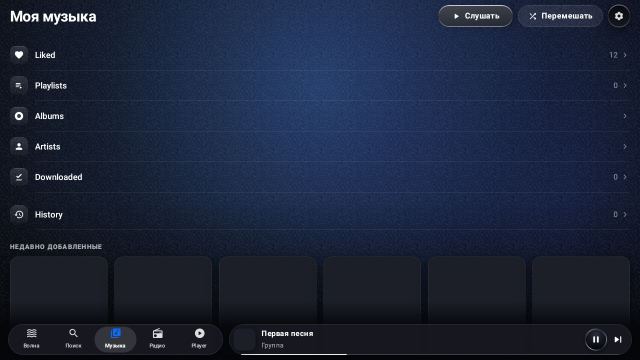 Моя музыка
Слушать
Перемешать
Liked
12
Playlists
0
Albums
Artists
Downloaded
0
History
0
НЕДАВНО ДОБАВЛЕННЫЕ
Волна
Поиск
Музыка
Радио
Player
Первая песня
Группа